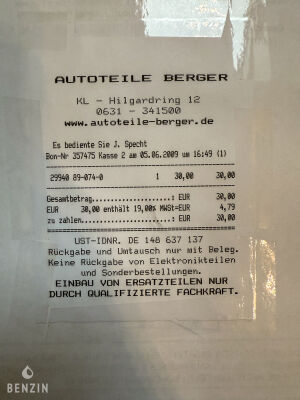 AUTOTEILE BERGER
KL - Hilgardring 12
0631 - 341500
www.autoteile-berger.de
Es bediente Sie J. Specht
Bon-Nr 357475 Kasse 2 am 05.06.2009 um 16:49 (1)
29940 89-074-0 1 30,00 30,00
Gesamtbetrag....................: EUR 30,00
EUR 30,00 enthält 19,00% MWSt=EUR 4,79
zu zahlen.......................: EUR 30,00
UST-IDNR. DE 148 637 137
Rückgabe und Umtausch nur mit Beleg.
Keine Rückgabe von Elektronikteilen
und Sonderbestellungen.
EINBAU VON ERSATZTEILEN NUR
DURCH QUALIFIZIERTE FACHKRAFT.
BENZIN